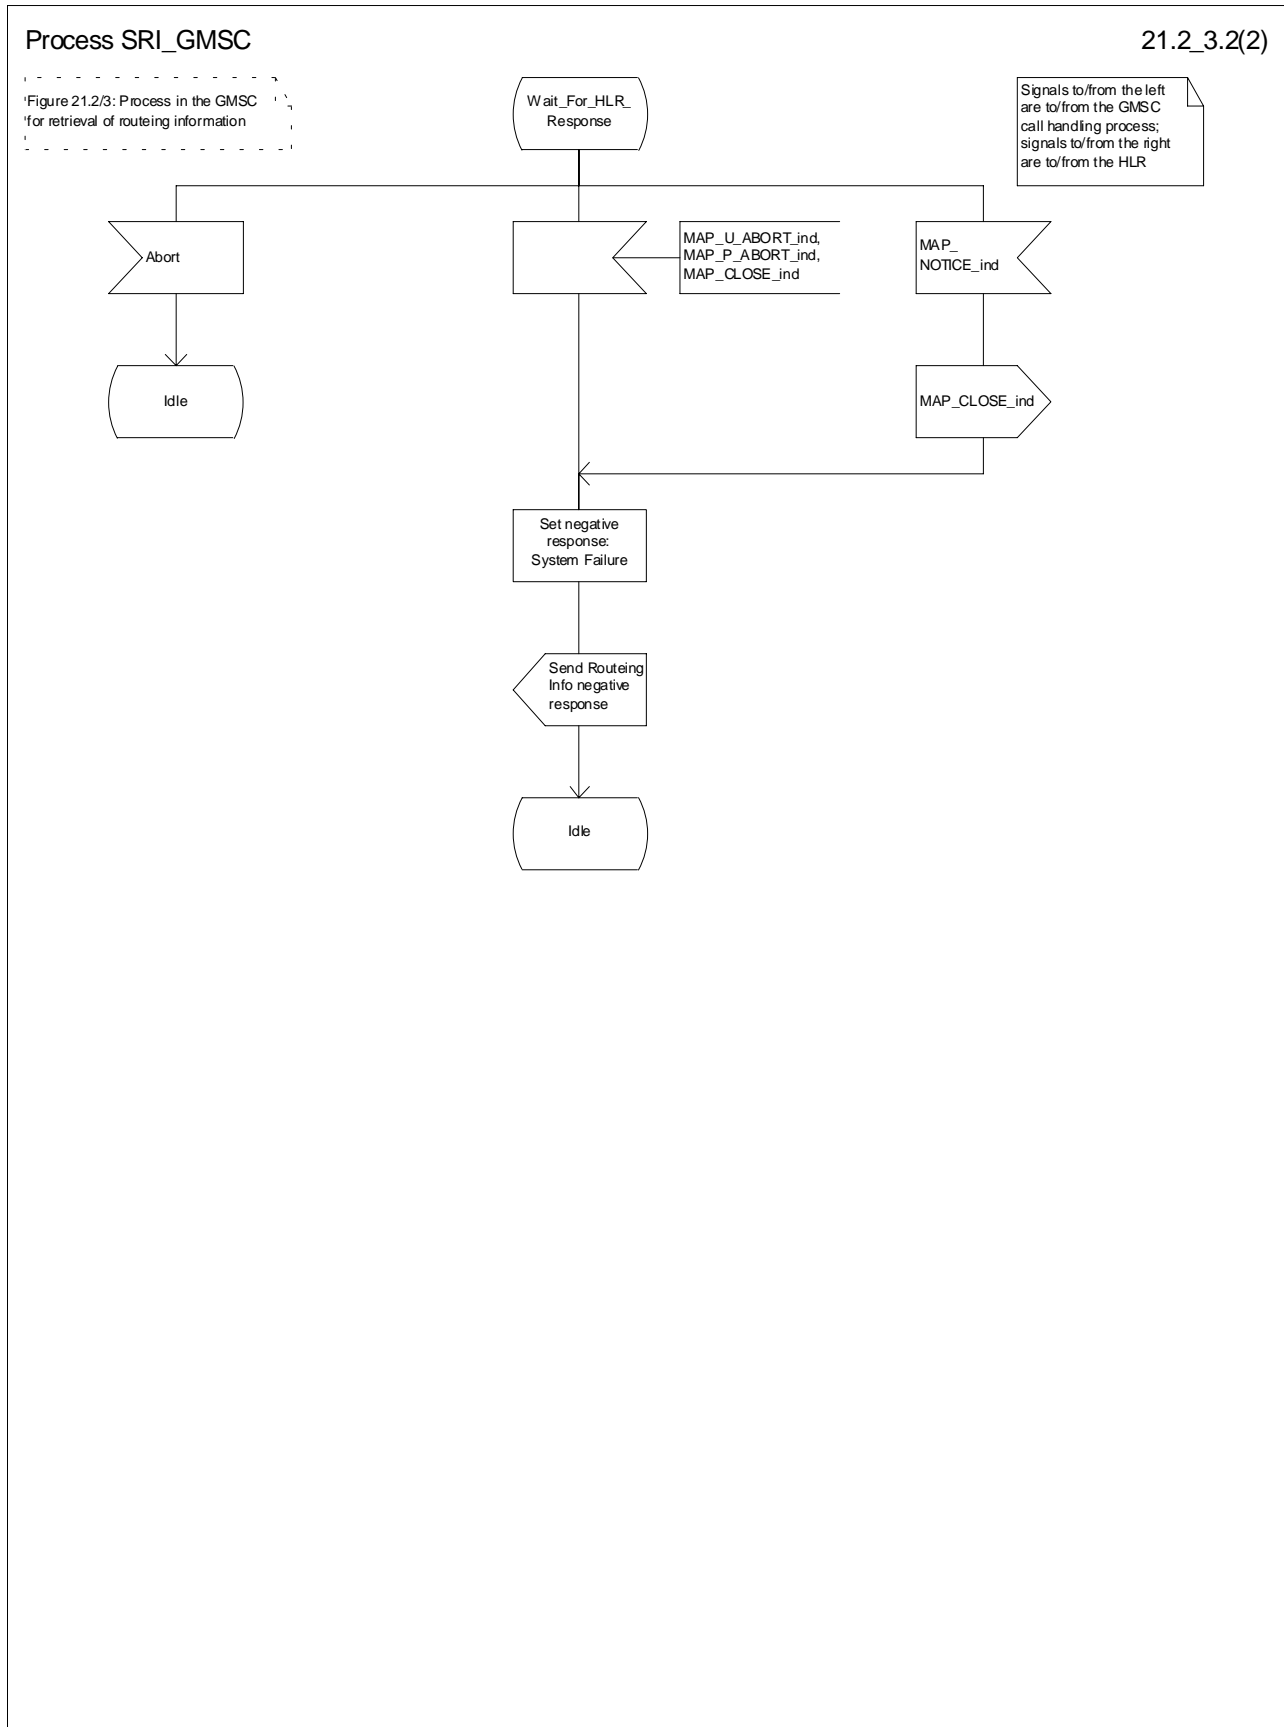 Process SRI_GMSC
21.2_3.2(2)
Figure 21.2/3: Process in the GMSC
for retrieval of routeing information
Wait_For_HLR_
Response
Signals to/from the left
are to/from the GMSC
call handling process;
signals to/from the right
are to/from the HLR
Abort
MAP_U_ABORT_ind,
MAP_P_ABORT_ind,
MAP_CLOSE_ind
MAP_
NOTICE_ind
Idle
MAP_CLOSE_ind
Set negative
response:
System Failure
Send Routeing
Info negative
response
Idle